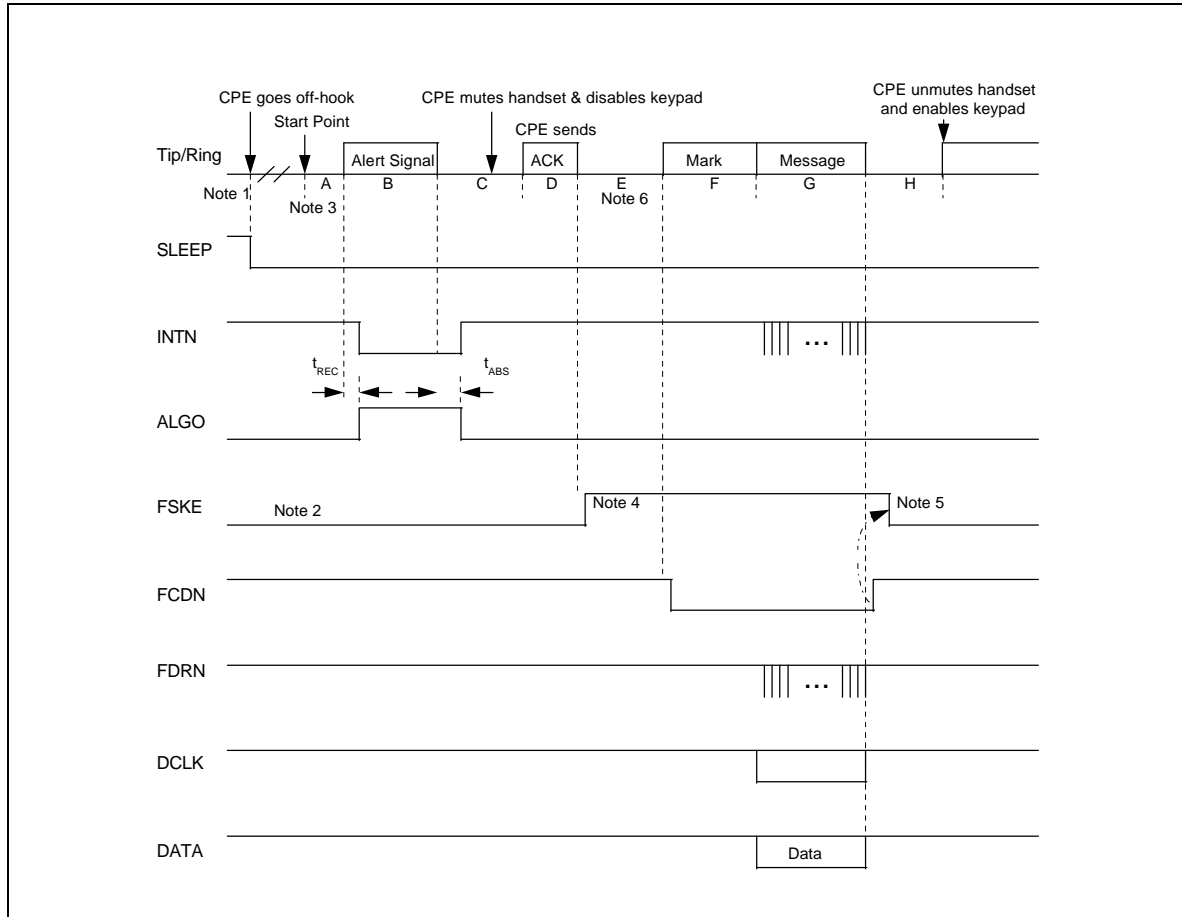 CPE goes off-hook
Start Point
CPE mutes handset & disables keypad
CPE sends
CPE unmutes handset
and enables keypad
Tip/Ring
Alert Signal
ACK
Mark
Message
A
B
C
D
E
F
G
H
Note 1
Note 3
Note 6
SLEEP
INTN
...
tREC
tABS
ALGO
FSKE
Note 2
Note 4
Note 5
FCDN
FDRN
...
DCLK
DATA
Data